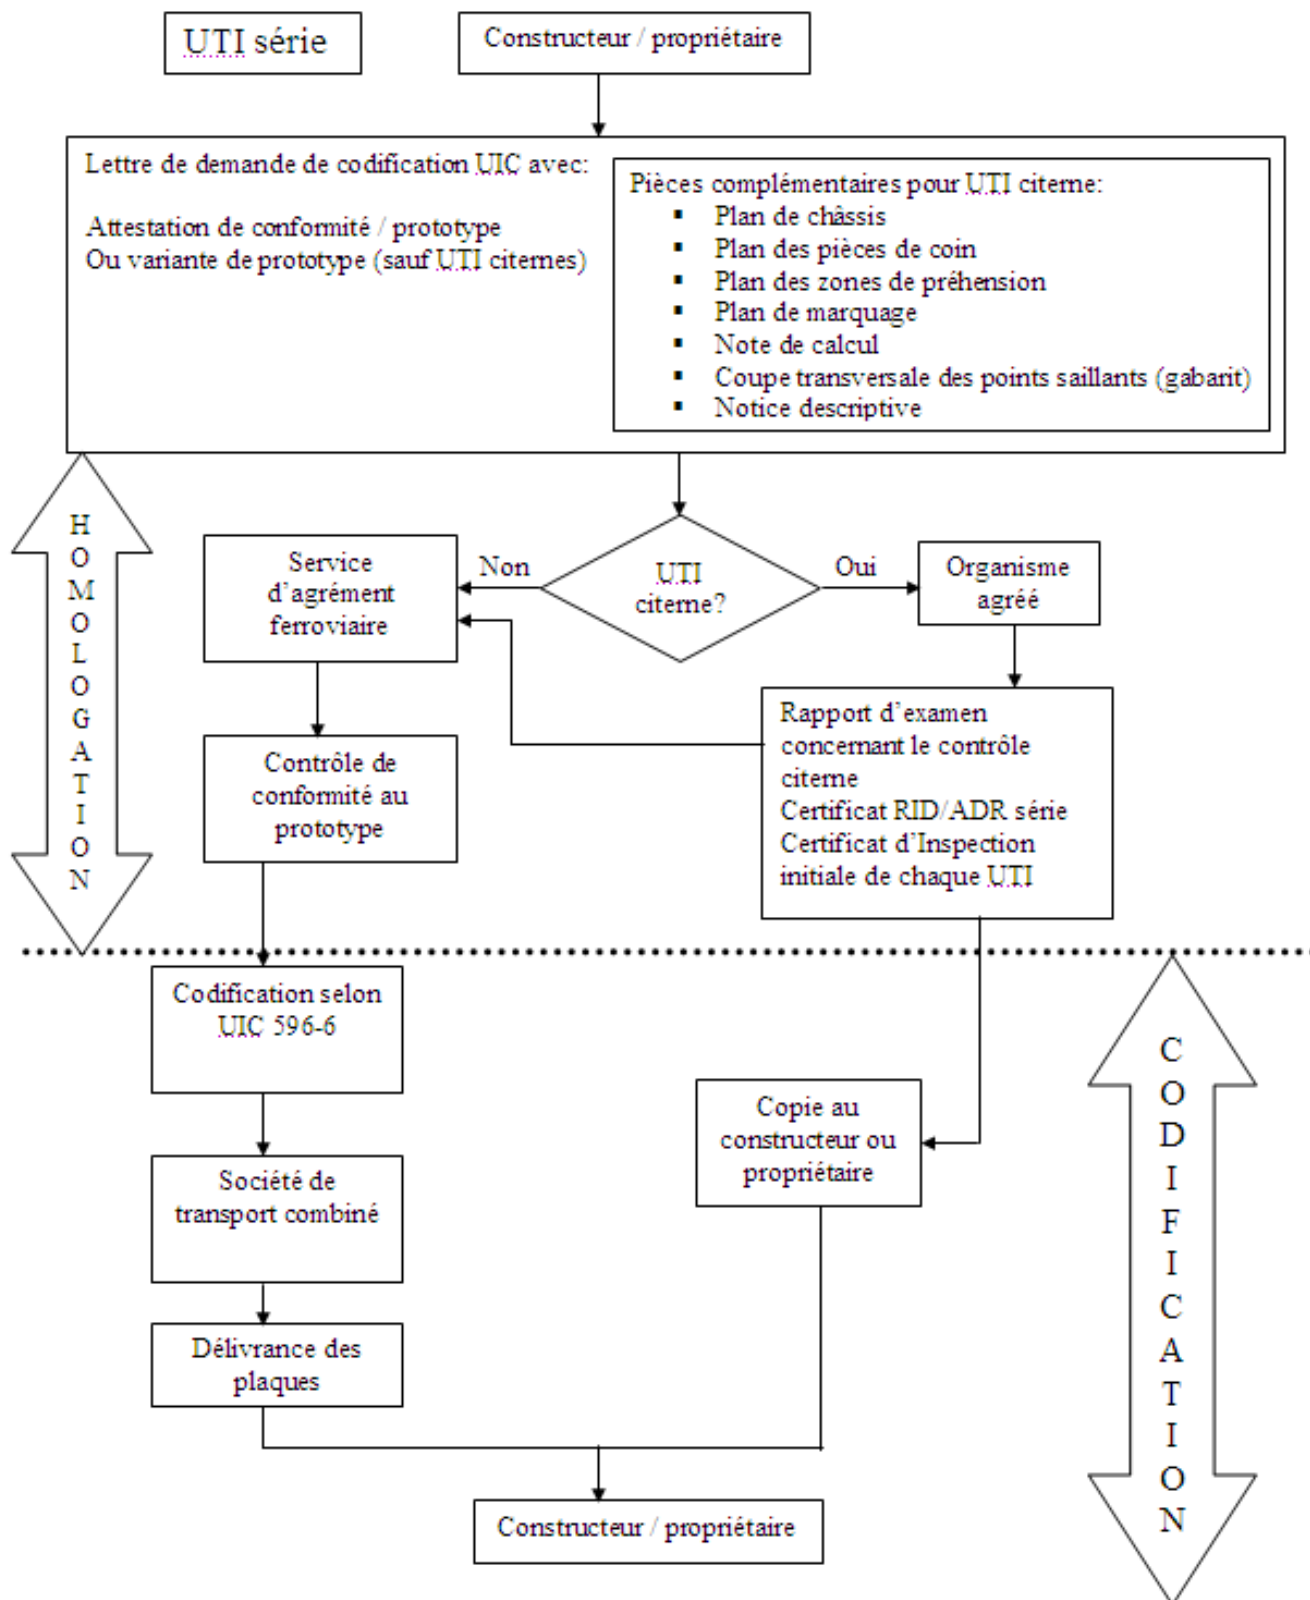 UTI série
Constructeur / propriétaire
Lettre de demande de codification UIC avec:
Attestation de conformité / prototype
Ou variante de prototype (sauf UTI citernes)
Pièces complémentaires pour UTI citerne:
▪ Plan de châssis
▪ Plan des pièces de coin
▪ Plan des zones de préhension
▪ Plan de marquage
▪ Note de calcul
▪ Coupe transversale des points saillants (gabarit)
▪ Notice descriptive
HOMOLOGATION
Service
d’agrément
ferroviaire
Non
UTI
citerne?
Oui
Organisme
agréé
Contrôle de
conformité au
prototype
Rapport d’examen
concernant le contrôle
citerne
Certificat RID/ADR série
Certificat d’Inspection
initiale de chaque UTI
Codification selon
UIC 596-6
CODIFICATION
Copie au
constructeur ou
propriétaire
Société de
transport combiné
Délivrance des
plaques
Constructeur / propriétaire